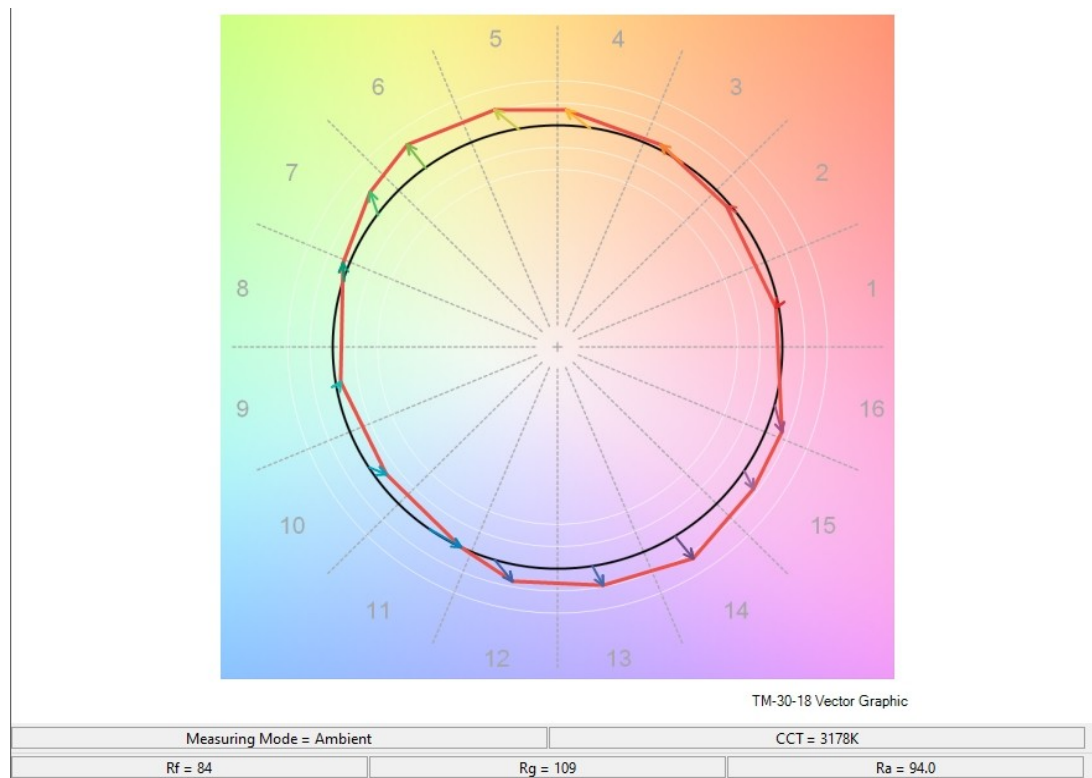 5 4
6 3
7 2
8 1
9 16
10 15
11 14
12 13
TM-30-18 Vector Graphic
Measuring Mode = Ambient CCT = 3178K
Rf = 84 Rg = 109 Ra = 94.0